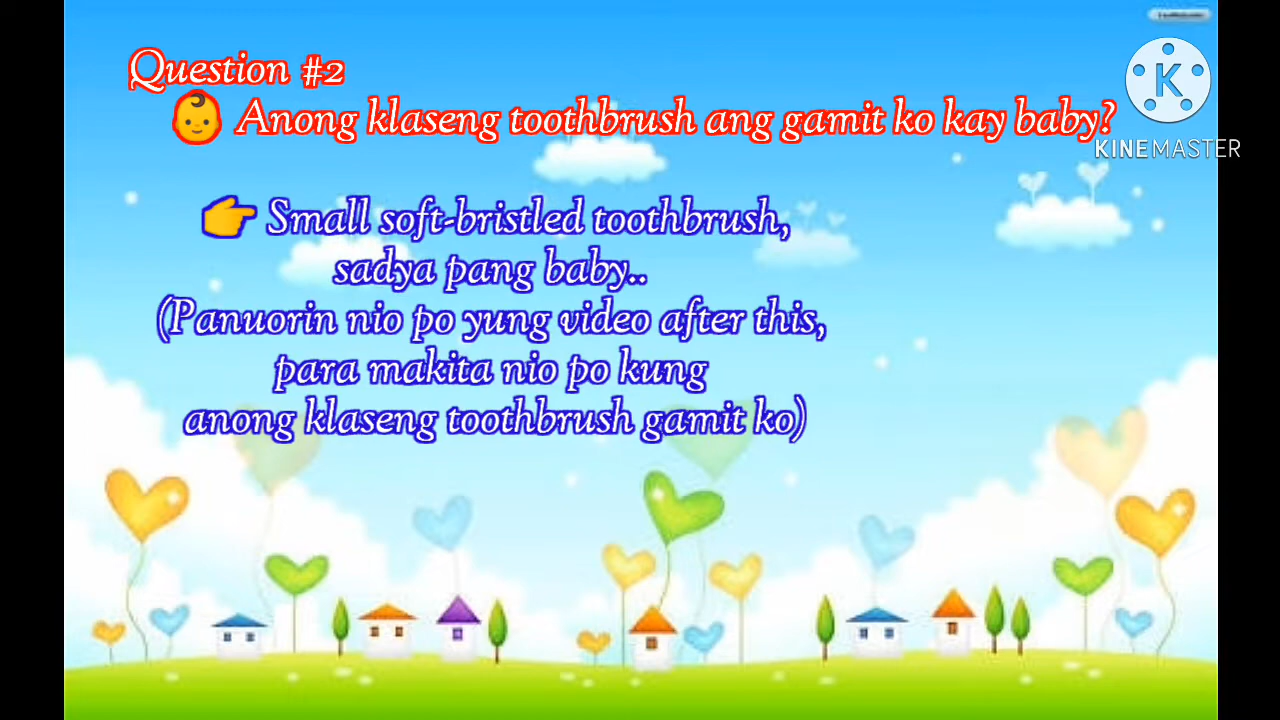 Question #2
👶 Anong klaseng toothbrush ang gamit ko kay baby?
K
KINEMASTER
👉 Small soft-bristled toothbrush,
sadya pang baby..
(Panuorin nio po yung video after this,
para makita nio po kung
anong klaseng toothbrush gamit ko)